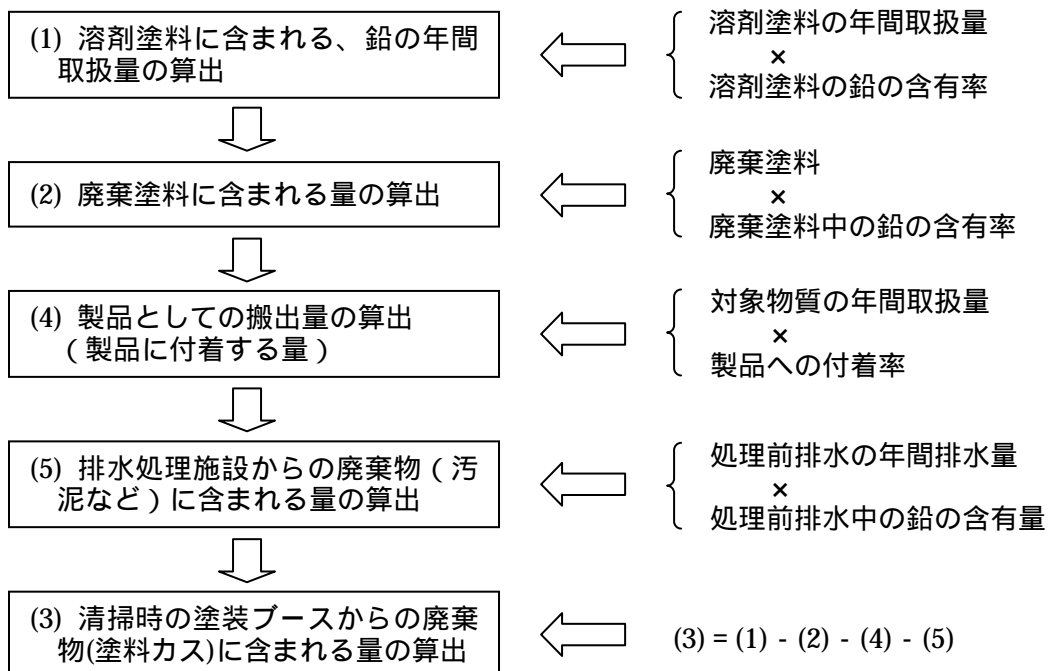 (1) 溶剤塗料に含まれる、鉛の年間
取扱量の算出
溶剤塗料の年間取扱量
×
溶剤塗料の鉛の含有率
(2) 廃棄塗料に含まれる量の算出
廃棄塗料
×
廃棄塗料中の鉛の含有率
(4) 製品としての搬出量の算出
(製品に付着する量)
対象物質の年間取扱量
×
製品への付着率
(5) 排水処理施設からの廃棄物(汚
泥など)に含まれる量の算出
処理前排水の年間排水量
×
処理前排水中の鉛の含有量
(3) 清掃時の塗装ブースからの廃棄
物(塗料カス)に含まれる量の算出
(3) = (1) - (2) - (4) - (5)